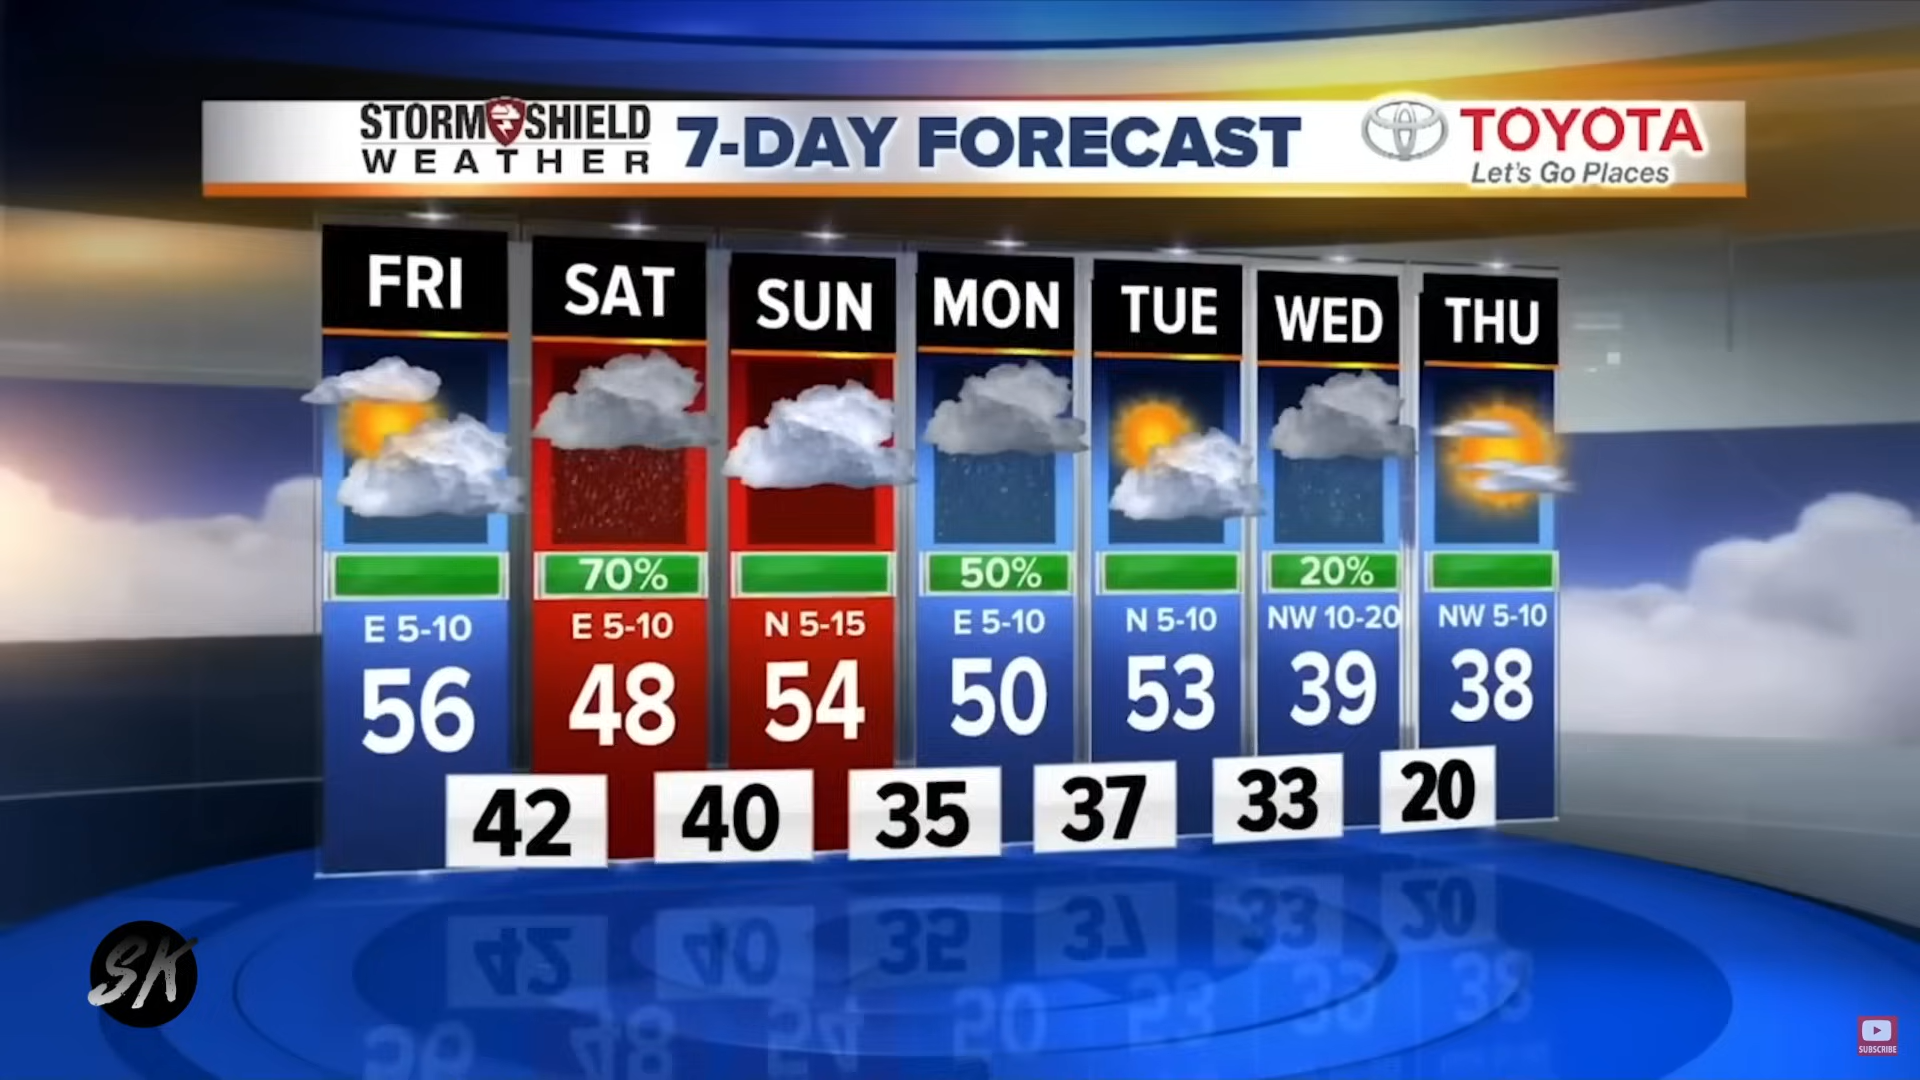 STORM SHIELD
WEATHER
7-DAY FORECAST
TOYOTA
Let's Go Places
FRI SAT SUN MON TUE WED THU
70% 50% 20%
E 5-10 E 5-10 N 5-15 E 5-10 N 5-10 NW 10-20 NW 5-10
56 48 54 50 53 39 38
42 40 35 37 33 20
SK
SUBSCRIBE